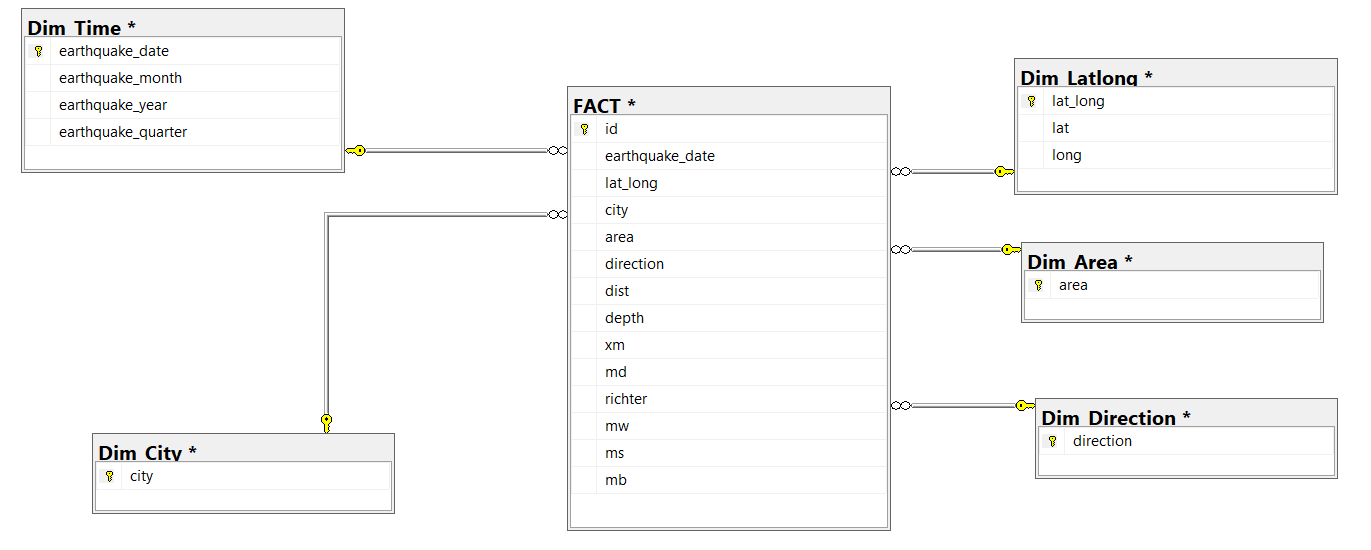 Dim_Time *
earthquake_date
earthquake_month
earthquake_year
earthquake_quarter
FACT *
id
earthquake_date
lat_long
city
area
direction
dist
depth
xm
md
richter
mw
ms
mb
Dim_Latlong *
lat_long
lat
long
Dim_Area *
area
Dim_Direction *
direction
Dim_City *
city